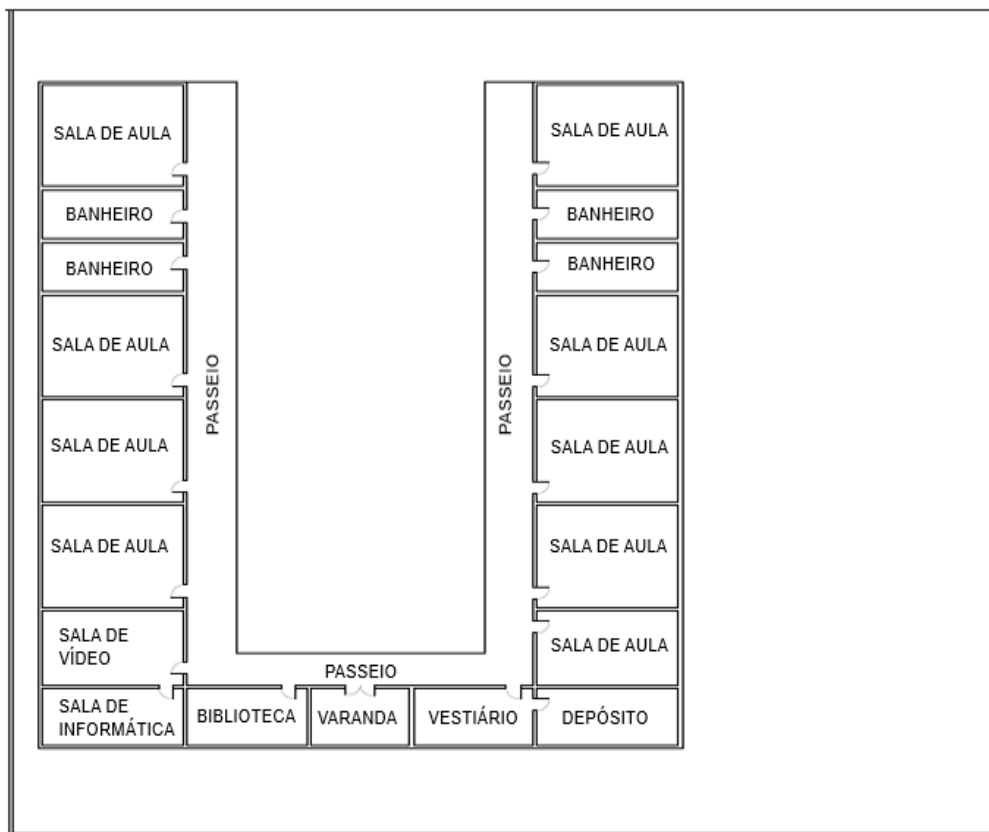 SALA DE AULA
BANHEIRO
BANHEIRO
SALA DE AULA
SALA DE AULA
SALA DE AULA
SALA DE
VÍDEO
SALA DE
INFORMÁTICA
PASSEIO
PASSEIO
BIBLIOTECA
VARANDA
VESTIÁRIO
PASSEIO
SALA DE AULA
BANHEIRO
BANHEIRO
SALA DE AULA
SALA DE AULA
SALA DE AULA
SALA DE AULA
DEPÓSITO